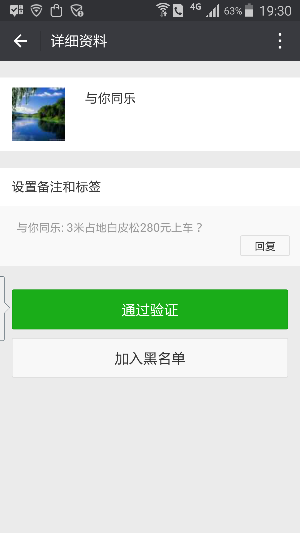 4G 63% 19:30
详细资料
与你同乐
设置备注和标签
与你同乐: 3米占地白皮松280元上车？
回复
通过验证
加入黑名单